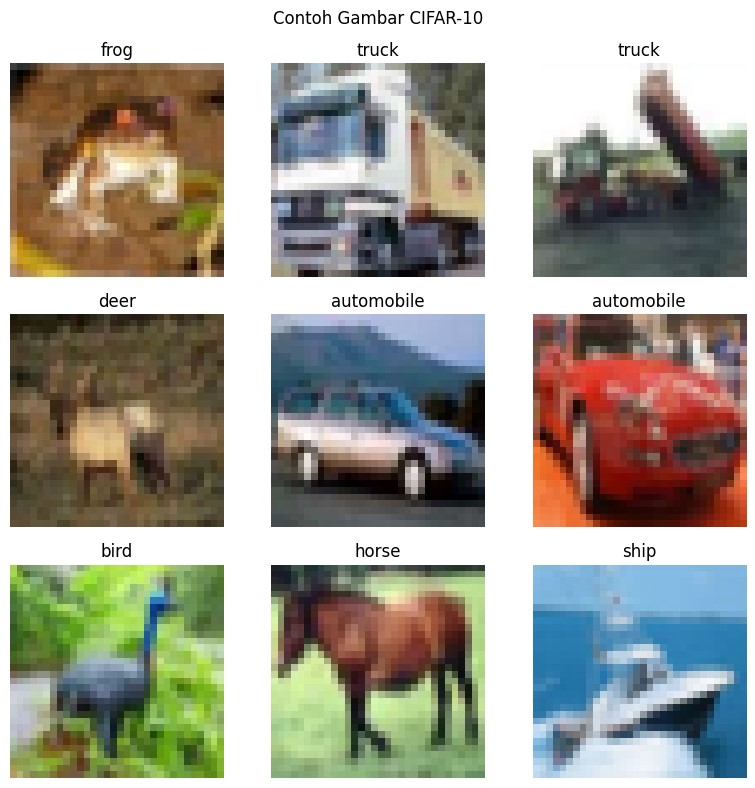 Contoh Gambar CIFAR-10
frog truck truck
deer automobile automobile
bird horse ship